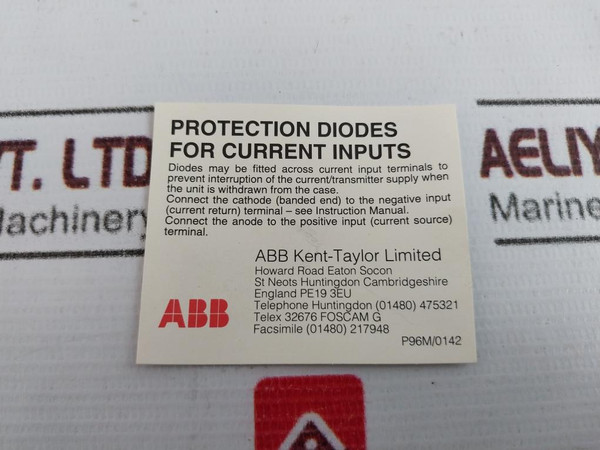 PROTECTION DIODES
FOR CURRENT INPUTS
Diodes may be fitted across current input terminals to
prevent interruption of the current/transmitter supply when
the unit is withdrawn from the case.
Connect the cathode (banded end) to the negative input
(current return) terminal – see Instruction Manual.
Connect the anode to the positive input (current source)
terminal.
ABB Kent-Taylor Limited
Howard Road Eaton Socon
St Neots Huntingdon Cambridgeshire
England PE19 3EU
Telephone Huntingdon (01480) 475321
Telex 32676 FOSCAM G
Facsimile (01480) 217948
ABB
P96M/0142
VT. LTD
Machinery
AELIY
Marine